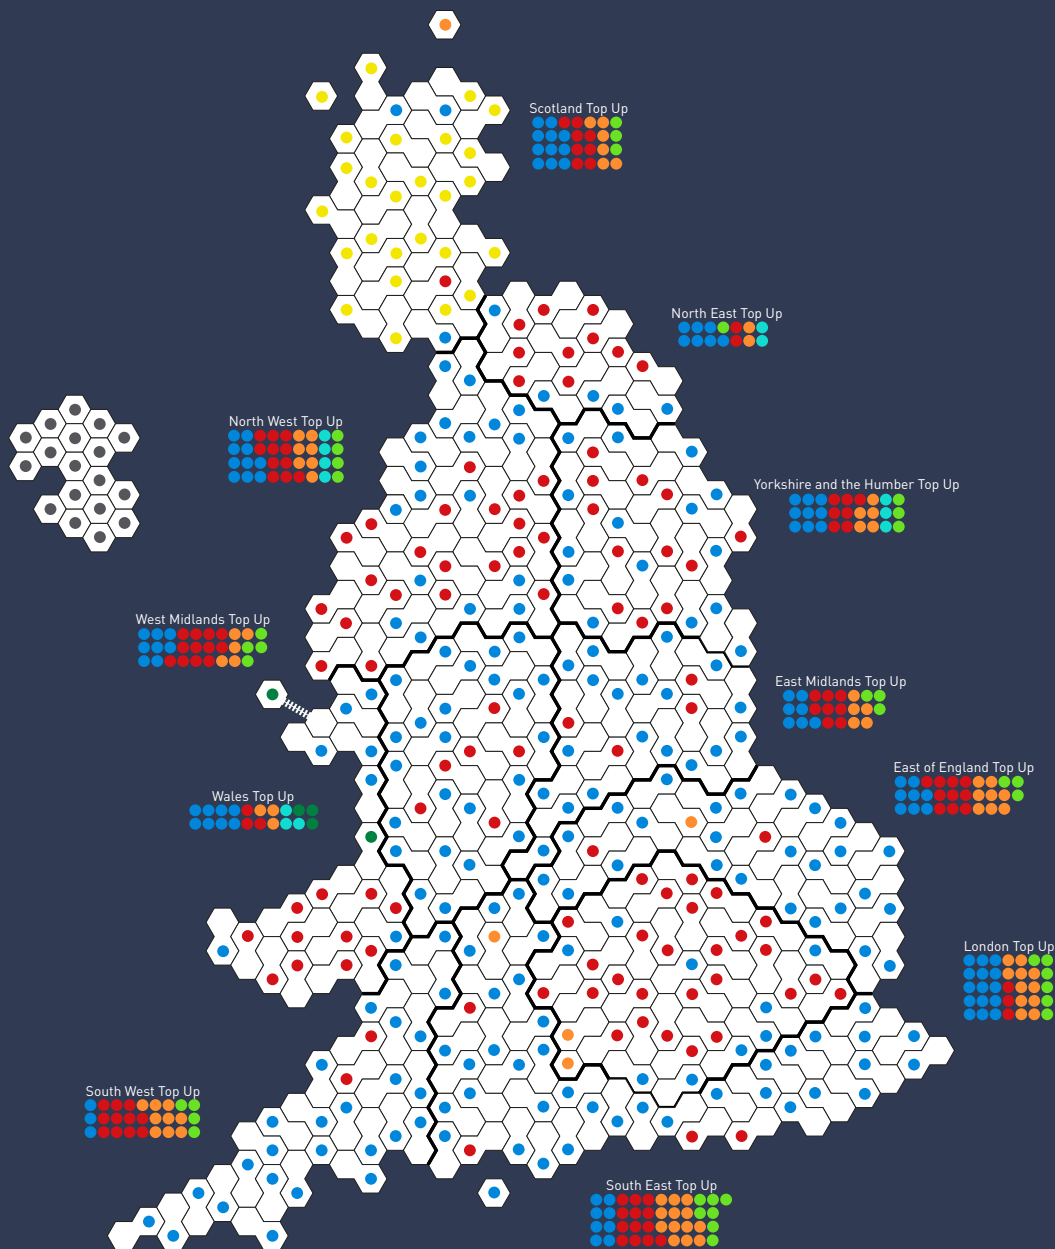 Scotland Top Up
North East Top Up
North West Top Up
Yorkshire and the Humber Top Up
West Midlands Top Up
East Midlands Top Up
East of England Top Up
Wales Top Up
London Top Up
South West Top Up
South East Top Up